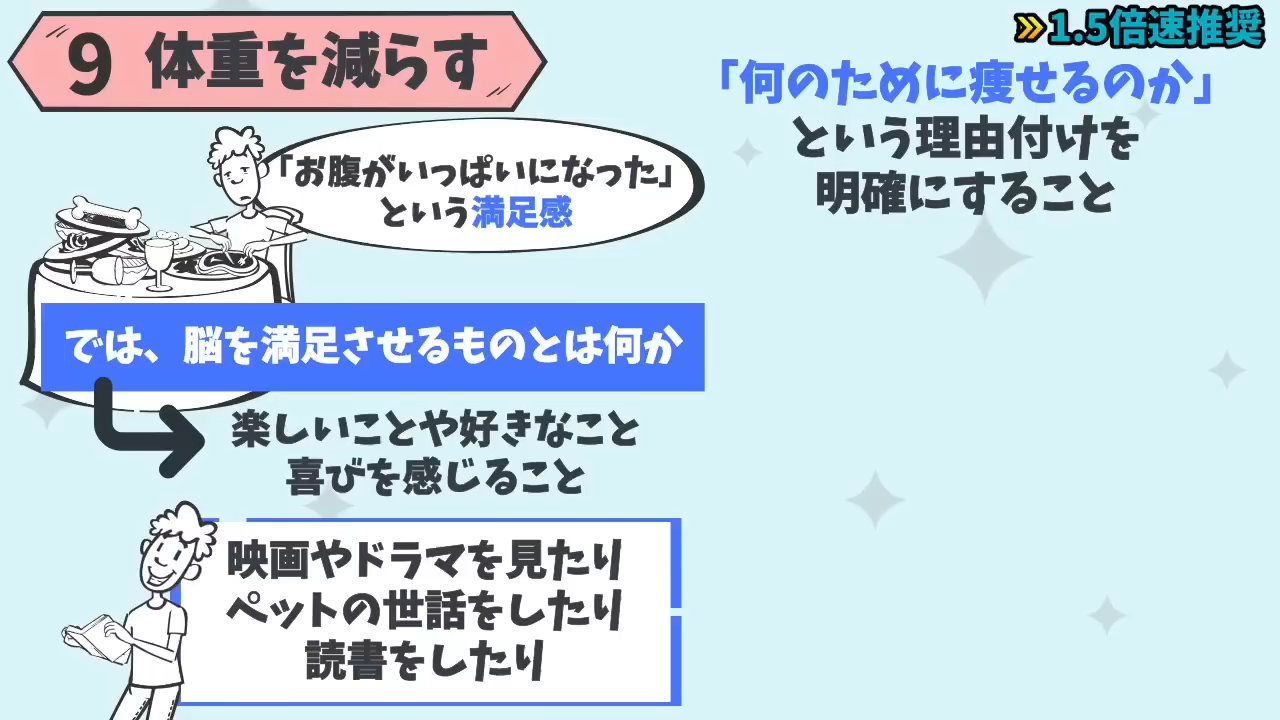 9 体重を減らす
1.5倍速推奨
「お腹がいっぱいになった」
という満足感
では、脳を満足させるものとは何か
楽しいことや好きなこと
喜びを感じること
映画やドラマを見たり
ペットの世話をしたり
読書をしたり
「何のために痩せるのか」
という理由付けを
明確にすること